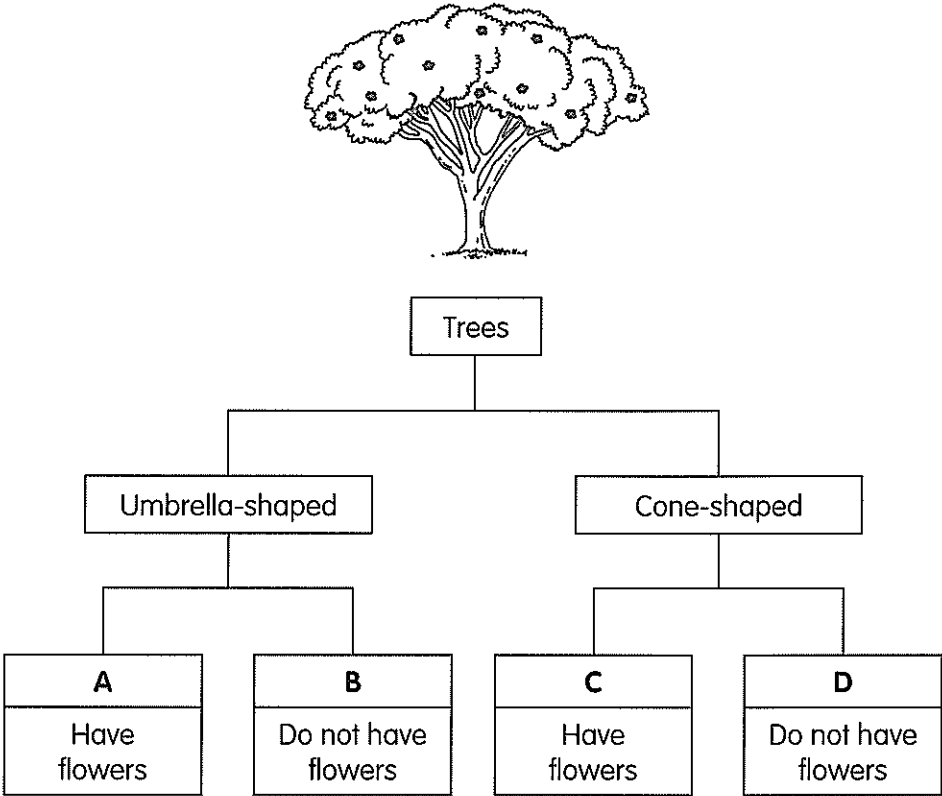 Trees
Umbrella-shaped
Cone-shaped
A
Have
flowers
B
Do not have
flowers
C
Have
flowers
D
Do not have
flowers